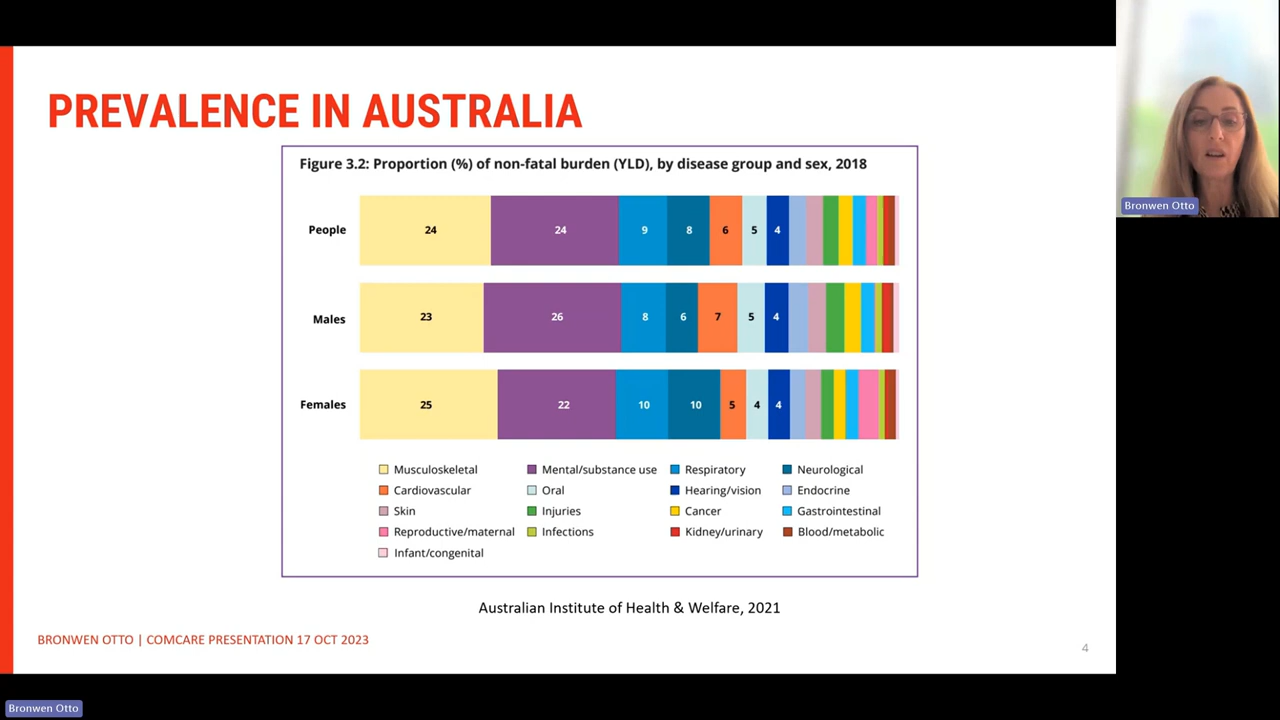 PREVALENCE IN AUSTRALIA
Figure 3.2: Proportion (%) of non-fatal burden (YLD), by disease group and sex, 2018
People 24 24 9 8 6 5 4
Males 23 26 8 6 7 5 4
Females 25 22 10 10 5 4 4
Musculoskeletal Mental/substance use Respiratory Neurological
Cardiovascular Oral Hearing/vision Endocrine
Skin Injuries Cancer Gastrointestinal
Reproductive/maternal Infections Kidney/urinary Blood/metabolic
Infant/congenital
Australian Institute of Health & Welfare, 2021
BRONWEN OTTO | COMCARE PRESENTATION 17 OCT 2023
4
Bronwen Otto
Bronwen Otto